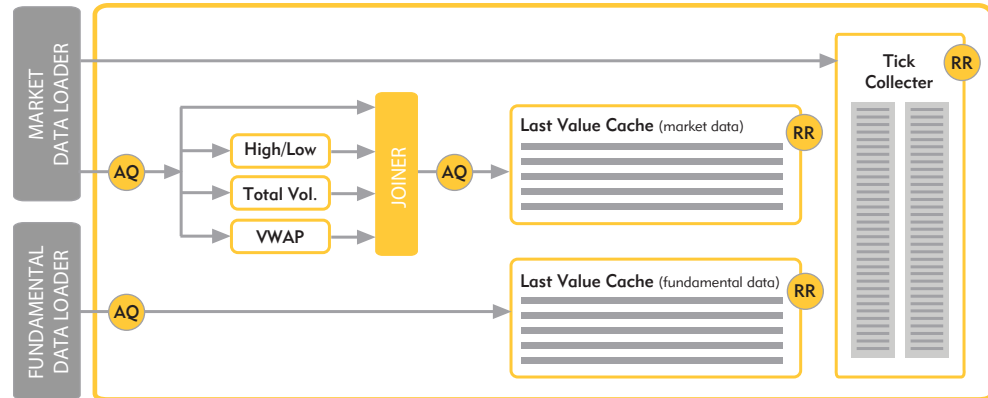 MARKET
DATA LOADER
FUNDAMENTAL
DATA LOADER
AQ
High/Low
Total Vol.
VWAP
JOINER
AQ
Last Value Cache (market data)
RR
AQ
Last Value Cache (fundamental data)
RR
Tick
Collecter
RR